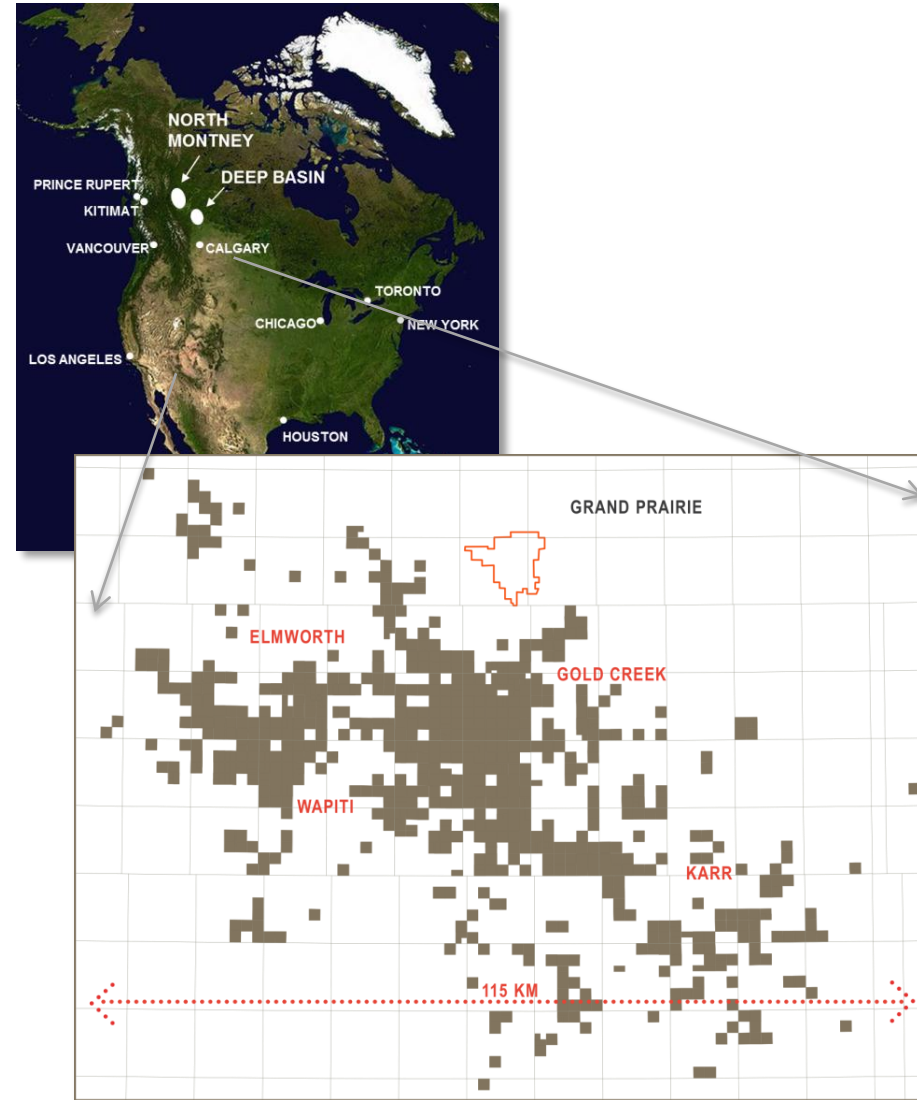 NORTH
MONTNEY
DEEP BASIN
PRINCE RUPERT
KITIMAT
VANCOUVER
CALGARY
TORONTO
CHICAGO
NEW YORK
LOS ANGELES
HOUSTON
GRAND PRAIRIE
ELMWORTH
GOLD CREEK
WAPITI
KARR
115 KM